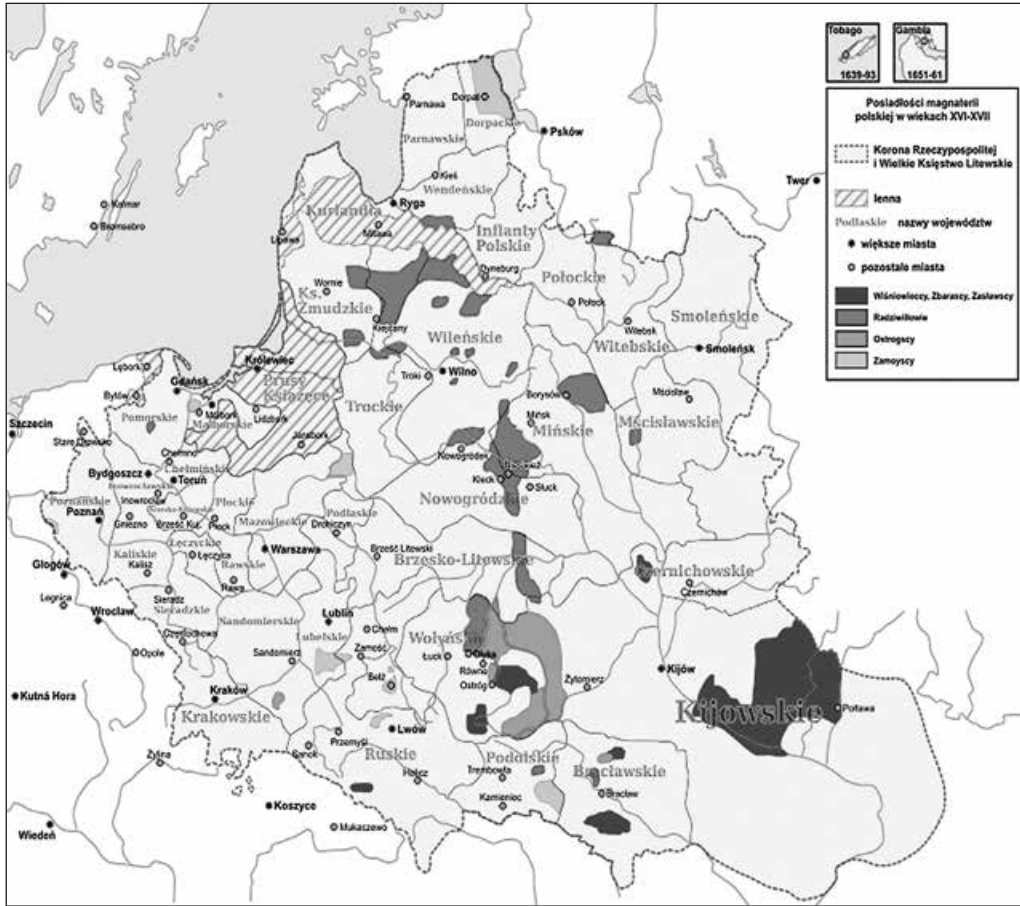 Tobago
1639-93
Gambia
1651-61
Posiadłości magnaterii
polskiej w wiekach XVI-XVII
Korona Rzeczypospolitej
i Wielkie Księstwo Litewskie
lenna
Podlaskie nazwy województw
większe miasta
pozostałe miasta
Wiśniowieccy, Zbarascy, Zasławscy
Radziwiłłowie
Ostrogscy
Zamoyscy
Parnawa
Dorpat
Dorpackie
Parnawskie
Psków
Kieś
Wendeńskie
Twer
Kalmar
Ryga
Kurlandia
Mitawa
Inflanty
Polskie
Lipawa
Dyneburg
Połockie
Wornie
Ks.
Żmudzkie
Połock
Smoleńskie
Kiejdany
Wileńskie
Witebsk
Witebskie
Smoleńsk
Królewiec
Lębork
Gdańsk
Prusy
Książęce
Troki
Wilno
Bytów
Malbork
Malborskie
Lidzbark
Trockie
Borysów
Mścisław
Pomorskie
Mińsk
Mińskie
Mścisławskie
Szczecin
Jansbork
Chełmno
Chełmińskie
Nowogródek
Bydgoszcz
Toruń
Kleck
Słuck
Inowrocław
Nowogródzkie
Poznańskie
Poznań
Płockie
Gniezno
Brześć Kuj.
Płock
Mazowieckie
Podlaskie
Drohiczyn
Łęczyckie
Łęczyca
Warszawa
Brześć Litewski
Brzesko-Litewskie
Kaliskie
Kalisz
Rawskie
Rawa
Czernichowskie
Czernichów
Głogów
Legnica
Sieradz
Sieradzkie
Wrocław
Sandomierskie
Lublin
Lubelskie
Chełm
Częstochowa
Opole
Sandomierz
Zamość
Wołyńskie
Łuck
Ołyka
Równe
Ostróg
Żytomierz
Kijów
Bełz
Kutná Hora
Kraków
Krakowskie
Kijowskie
Połtawa
Lwów
Przemyśl
Sanok
Ruskie
Żylina
Halicz
Trembowla
Podolskie
Bracławskie
Bracław
Kamieniec
Koszyce
Wiedeń
Mukaczewo